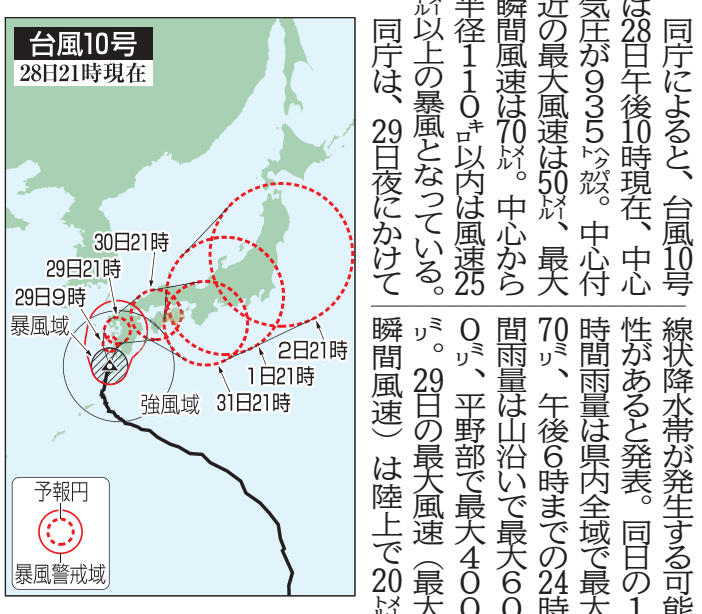 同庁によると、台風10号
は28日午後10時現在、中心
気圧が935ヘクトパスカル。中心付
近の最大風速は50メートル、最大
瞬間風速は70メートル。中心から
半径110キロ以内は風速25
メートル以上の暴風となっている。
同庁は、29日夜にかけて
線状降水帯が発生する可能
性があると発表。同日の1
時間雨量は県内全域で最大
70ミリ、午後6時までの24時
間雨量は山沿いで最大60
0ミリ、平野部で最大400
ミリ。29日の最大風速（最大
瞬間風速）は陸上で20メートル
台風10号
28日21時現在
30日21時
29日21時
29日9時
暴風域
強風域
2日21時
1日21時
31日21時
予報円
暴風警戒域